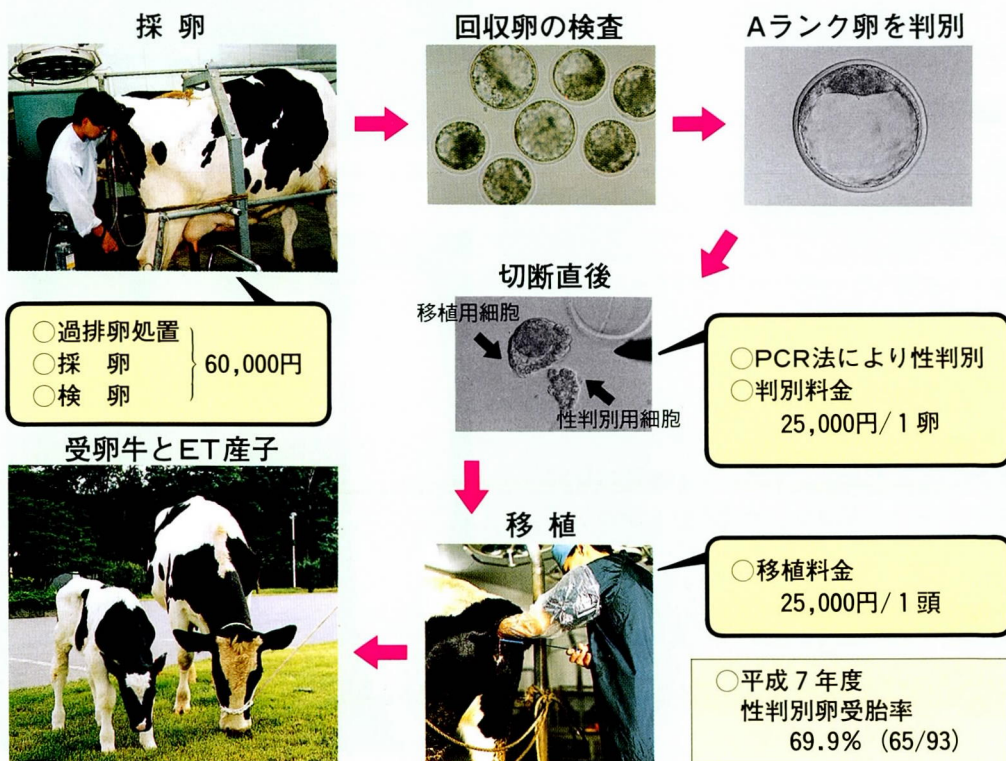 採卵
回収卵の検査
Aランク卵を判別
○過排卵処置
○採卵
○検卵
60,000円
切断直後
移植用細胞
性判別用細胞
○PCR法により性判別
○判別料金
25,000円/1卵
移植
○移植料金
25,000円/1頭
受卵牛とET産子
○平成7年度
性判別卵受胎率
69.9% (65/93)